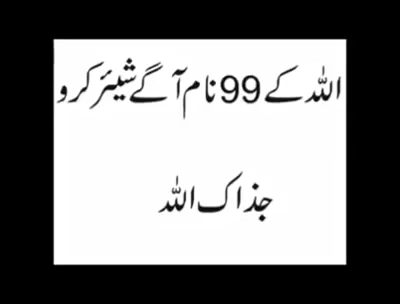 اللہ کے 99 نام آگے شیئر کرو
جذاک اللہ